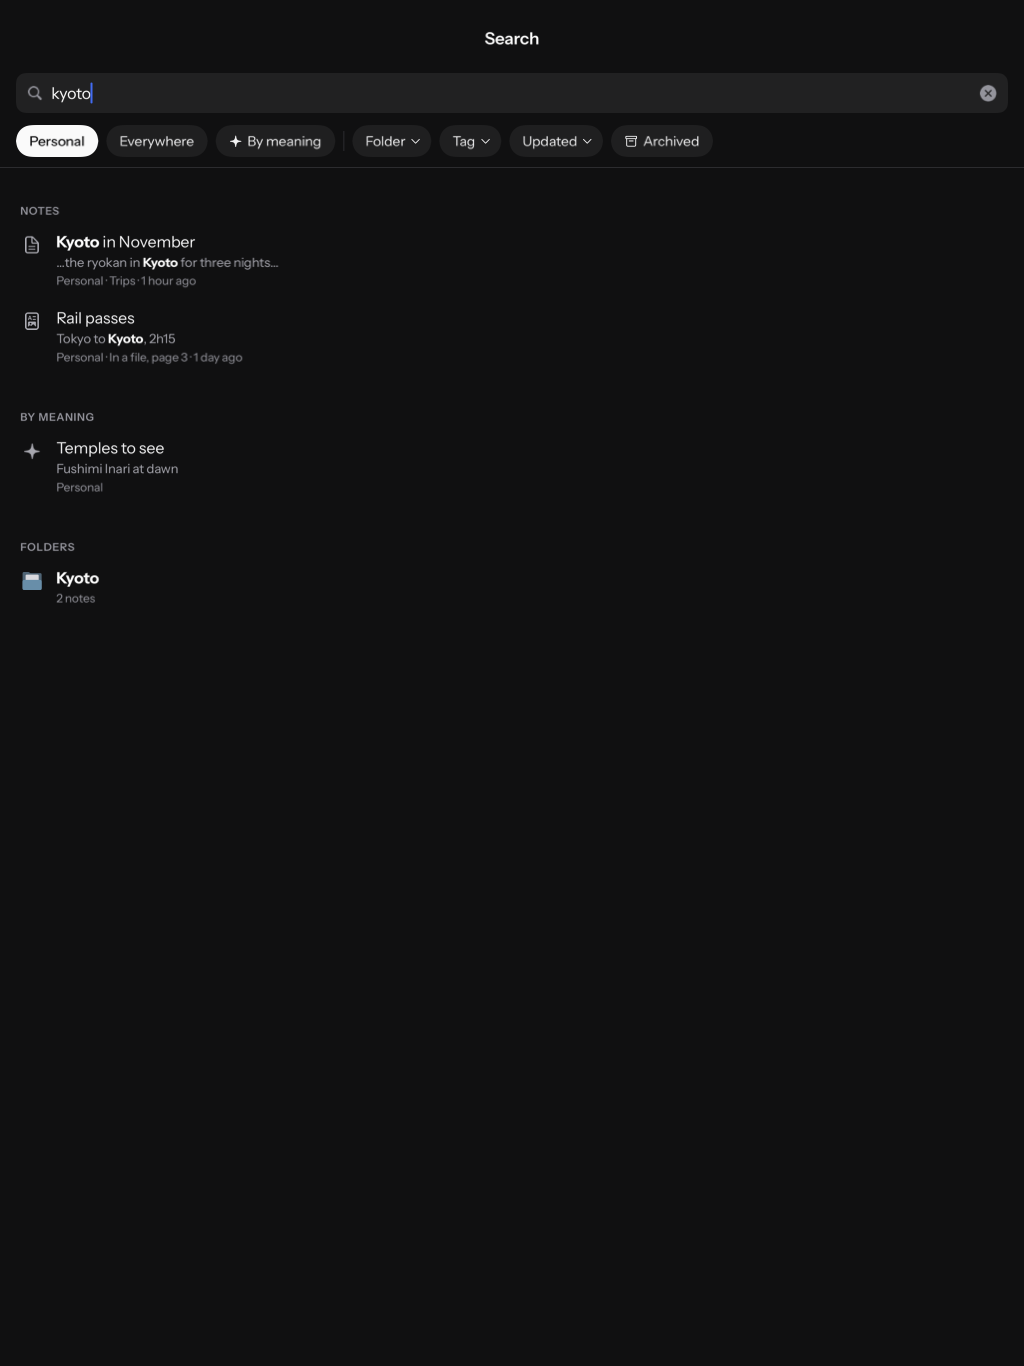 Search
kyoto
Personal
Everywhere
By meaning
Folder
Tag
Updated
Archived
NOTES
Kyoto in November
...the ryokan in Kyoto for three nights...
Personal · Trips · 1 hour ago
Rail passes
Tokyo to Kyoto, 2h15
Personal · In a file, page 3 · 1 day ago
BY MEANING
Temples to see
Fushimi Inari at dawn
Personal
FOLDERS
Kyoto
2 notes